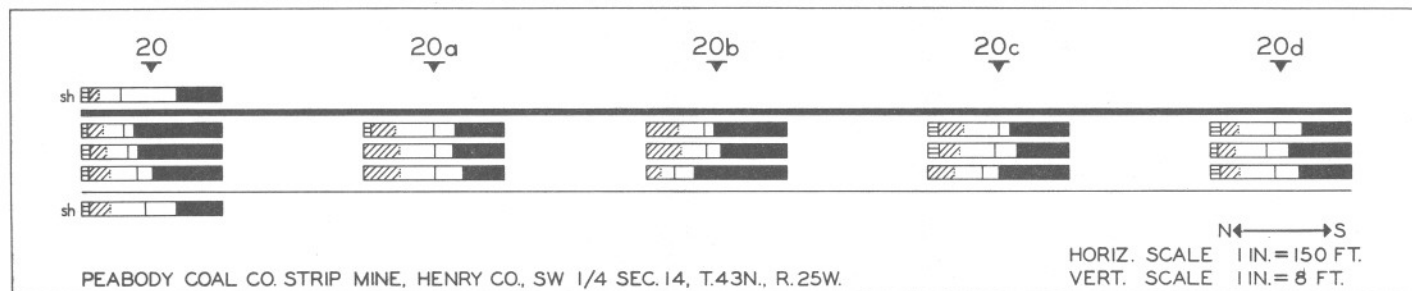 20 20a 20b 20c 20d
sh
sh
N S
HORIZ. SCALE 1 IN.=150 FT.
PEABODY COAL CO. STRIP MINE, HENRY CO., SW 1/4 SEC. 14, T.43N., R.25W.
VERT. SCALE 1 IN.=8 FT.